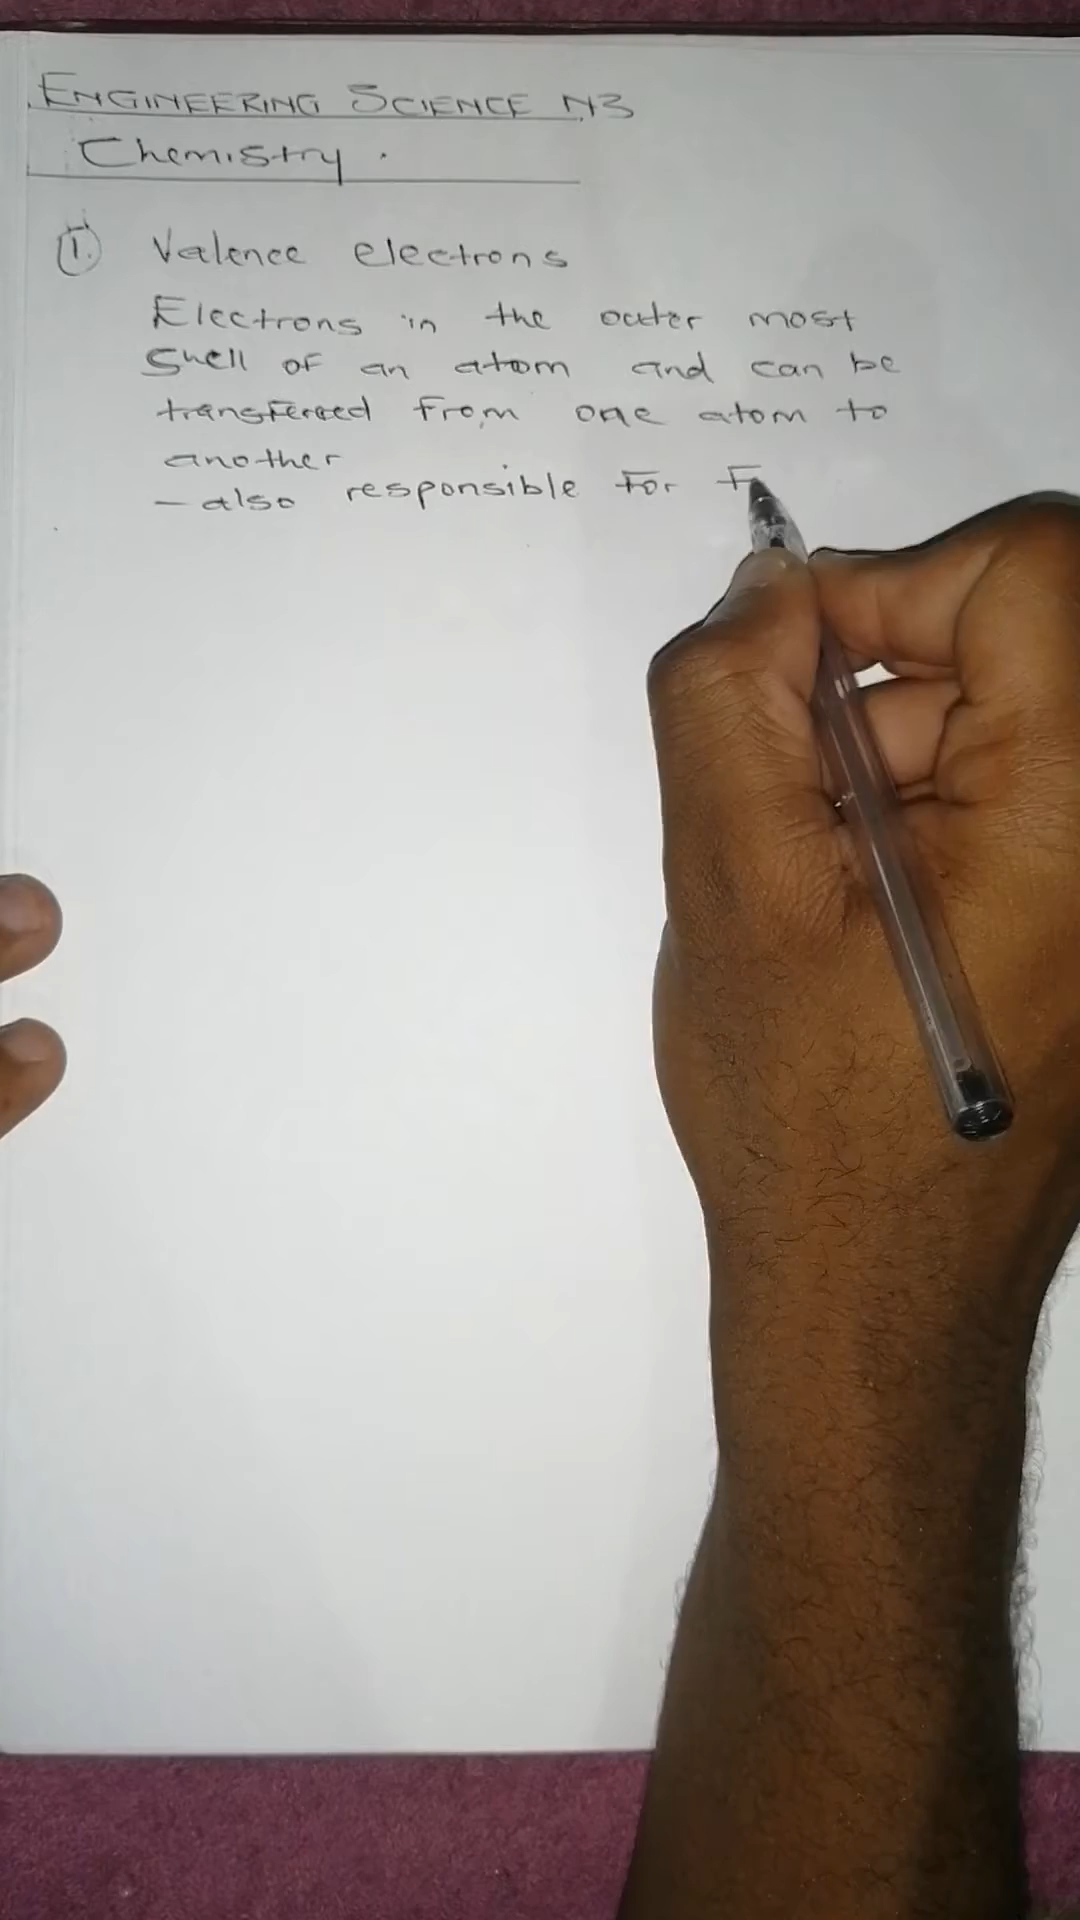 ENGINEERING SCIENCE N3
Chemistry.
1. Valence electrons
Electrons in the outer most
Shell of an atom and can be
transfered from one atom to
another
- also responsible for F